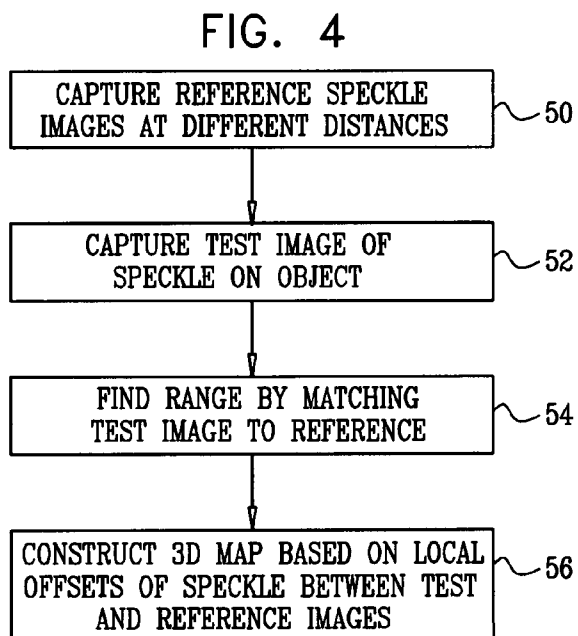 FIG. 4
CAPTURE REFERENCE SPECKLE
IMAGES AT DIFFERENT DISTANCES
50
CAPTURE TEST IMAGE OF
SPECKLE ON OBJECT
52
FIND RANGE BY MATCHING
TEST IMAGE TO REFERENCE
54
CONSTRUCT 3D MAP BASED ON LOCAL
OFFSETS OF SPECKLE BETWEEN TEST
AND REFERENCE IMAGES
56